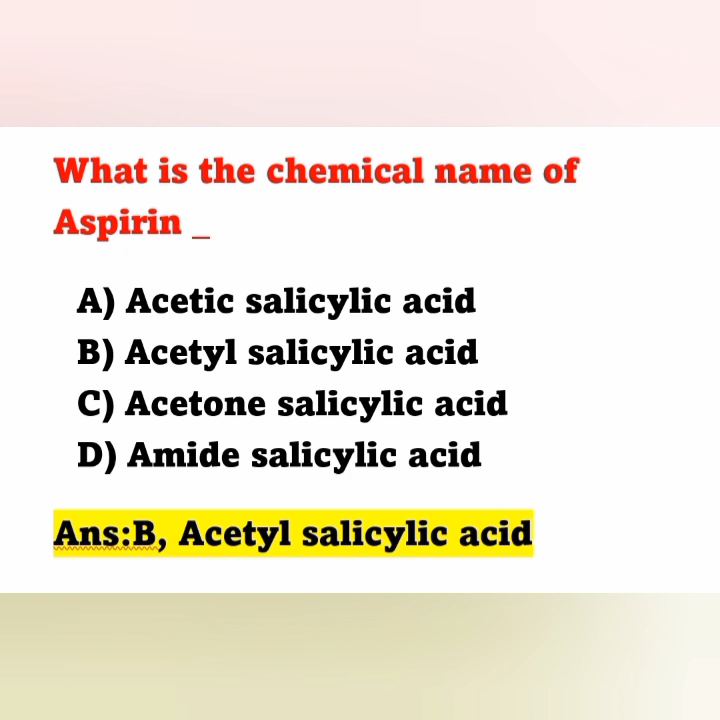 What is the chemical name of
Aspirin _
A) Acetic salicylic acid
B) Acetyl salicylic acid
C) Acetone salicylic acid
D) Amide salicylic acid
Ans:B, Acetyl salicylic acid